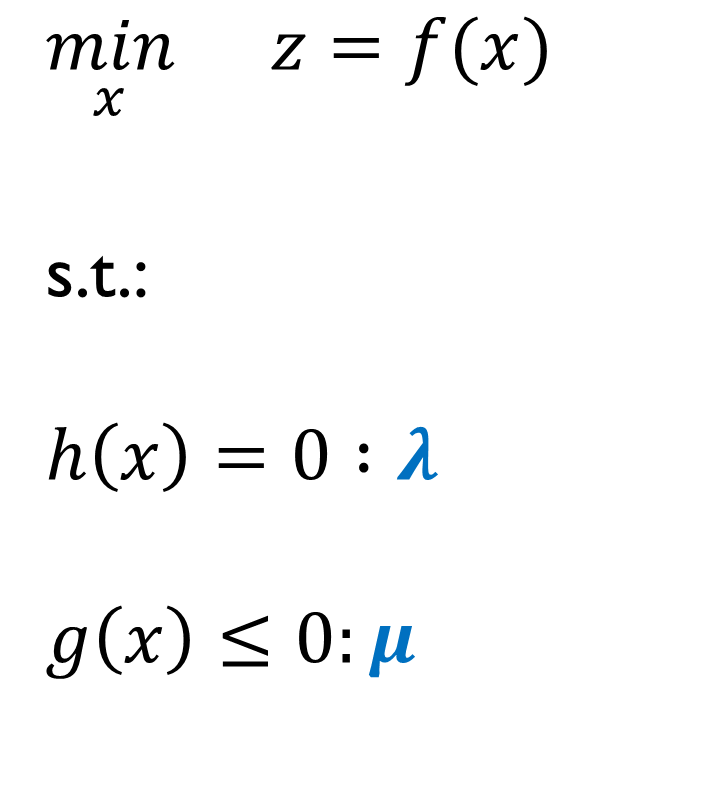 min z = f(x)
x
s.t.:
h(x) = 0 : λ
g(x) ≤ 0: μ